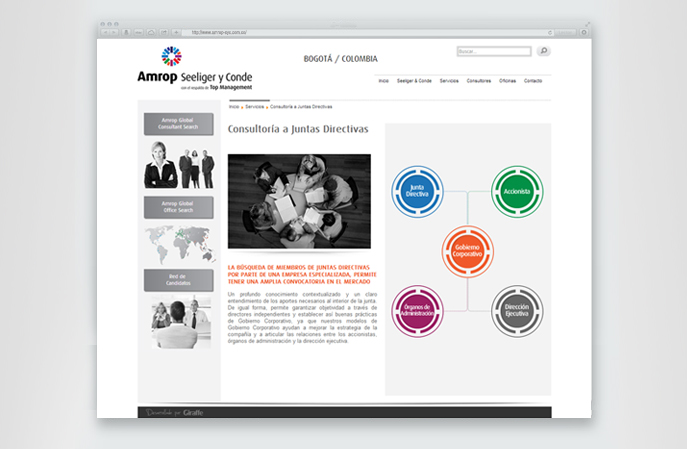 BOGOTÁ / COLOMBIA
Buscar...
Amrop Seeliger y Conde
con el respaldo de Top Management
Inicio
Seeliger & Conde
Servicios
Consultores
Oficinas
Contacto
Inicio
Servicios
Consultoría a Juntas Directivas
Amrop Global
Consultant Search
Amrop Global
Office Search
Red de
Candidatos
Consultoría a Juntas Directivas
LA BÚSQUEDA DE MIEMBROS DE JUNTAS DIRECTIVAS
POR PARTE DE UNA EMPRESA ESPECIALIZADA, PERMITE
TENER UNA AMPLIA CONVOCATORIA EN EL MERCADO
Un profundo conocimiento contextualizado y un claro
entendimiento de los aportes necesarios al interior de la junta.
De igual forma, permite garantizar objetividad a través de
directores independientes y establecer así buenas prácticas
de Gobierno Corporativo, ya que nuestros modelos de
Gobierno Corporativo ayudan a mejorar la estrategia de la
compañía y a articular las relaciones entre los accionistas,
órganos de administración y la dirección ejecutiva
Junta
Directiva
Accionista
Gobierno
Corporativo
Órganos de
Administración
Dirección
Ejecutiva
Desarrollado por Giraffe